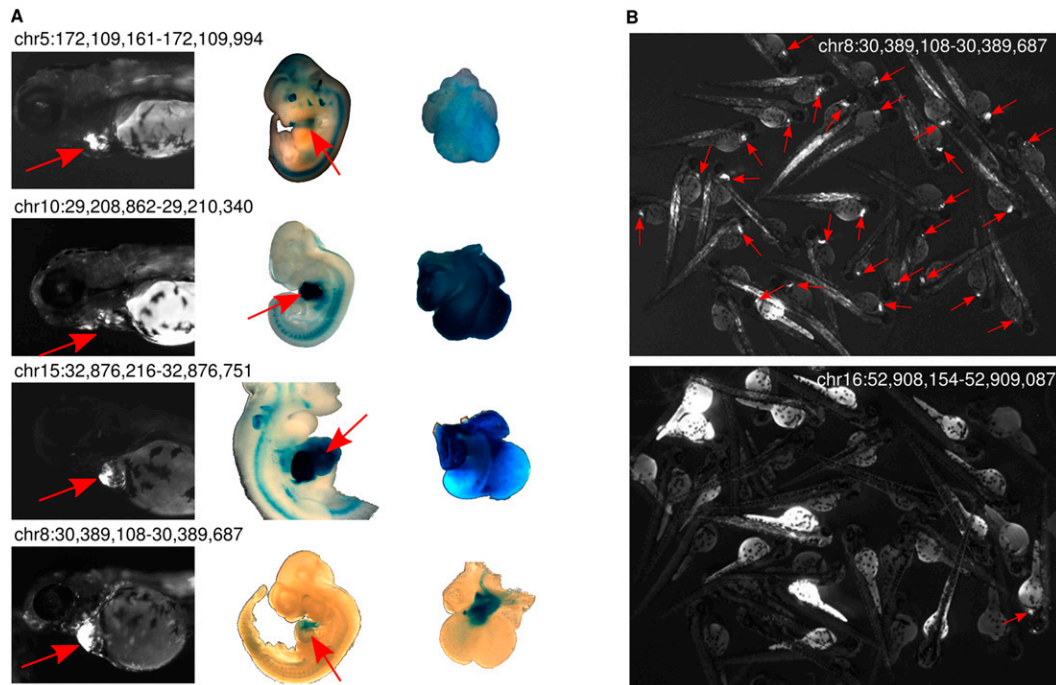 A
chr5:172,109,161-172,109,994
chr10:29,208,862-29,210,340
chr15:32,876,216-32,876,751
chr8:30,389,108-30,389,687
B
chr8:30,389,108-30,389,687
chr16:52,908,154-52,909,087